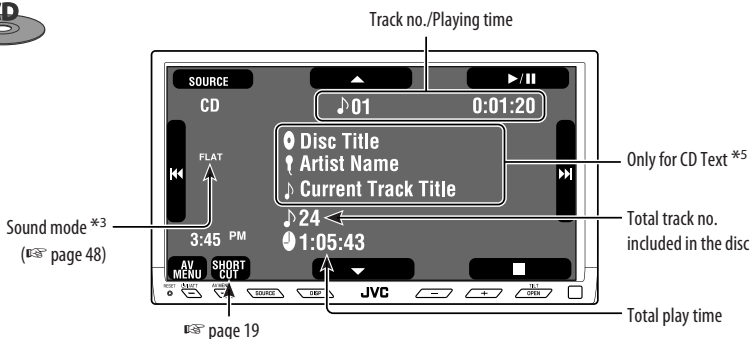 CD
Track no./Playing time
SOURCE
CD
♪01 0:01:20
Disc Title
Artist Name
♪ Current Track Title
Only for CD Text *5
FLAT
Sound mode *3
(☞ page 48)
♪24
Total track no.
included in the disc
3:45 PM
1:05:43
AV
MENU
SHORT
CUT
RESET
⏻/I/ATT
AV MENU
SOURCE
DISP
JVC
− +
TILT
OPEN
Total play time
☞ page 19